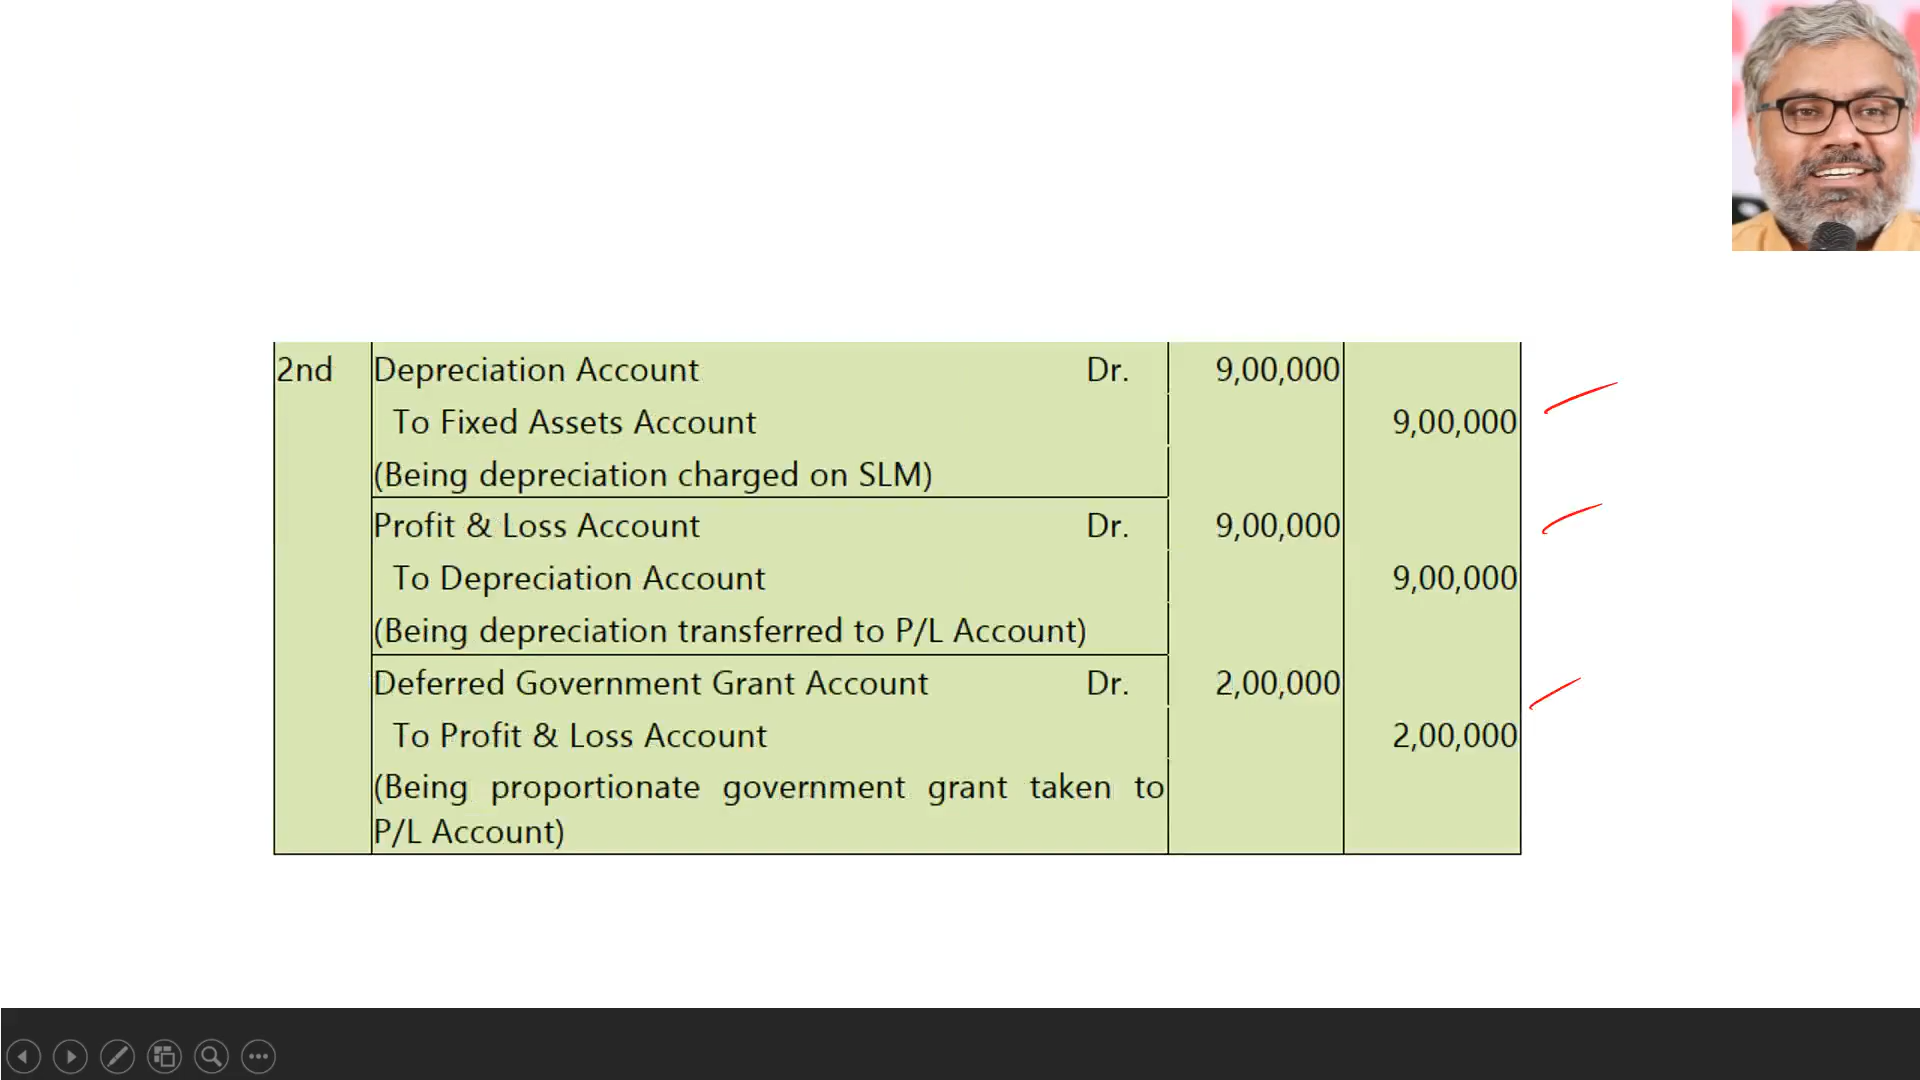 2nd Depreciation Account Dr. 9,00,000
To Fixed Assets Account 9,00,000
(Being depreciation charged on SLM)
Profit & Loss Account Dr. 9,00,000
To Depreciation Account 9,00,000
(Being depreciation transferred to P/L Account)
Deferred Government Grant Account Dr. 2,00,000
To Profit & Loss Account 2,00,000
(Being proportionate government grant taken to
P/L Account)